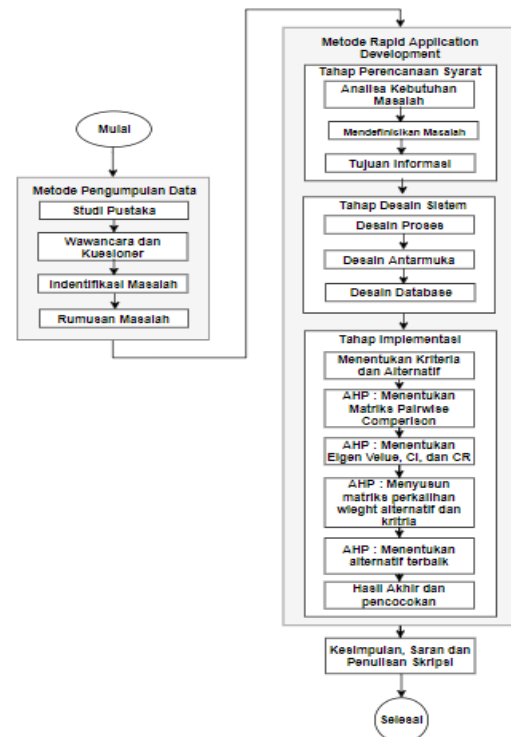 Mulai
Metode Pengumpulan Data
Studi Pustaka
Wawancara dan
Kuesioner
Indentifikasi Masalah
Rumusan Masalah
Metode Rapid Application
Development
Tahap Perencanaan Syarat
Analisa Kebutuhan
Masalah
Mendefinisikan Masalah
Tujuan Informasi
Tahap Desain Sistem
Desain Proses
Desain Antarmuka
Desain Database
Tahap Implementasi
Menentukan Kriteria
dan Alternatif
AHP : Menentukan
Matriks Pairwise
Comperison
AHP : Menentukan
Eigen Velue, CI, dan CR
AHP : Menyusun
matriks perkalihan
wieght alternatif dan
kritria
AHP : Menentukan
alternatif terbaik
Hasil Akhir dan
pencocokan
Kesimpulan, Saran dan
Penulisan Skripsi
Selesai